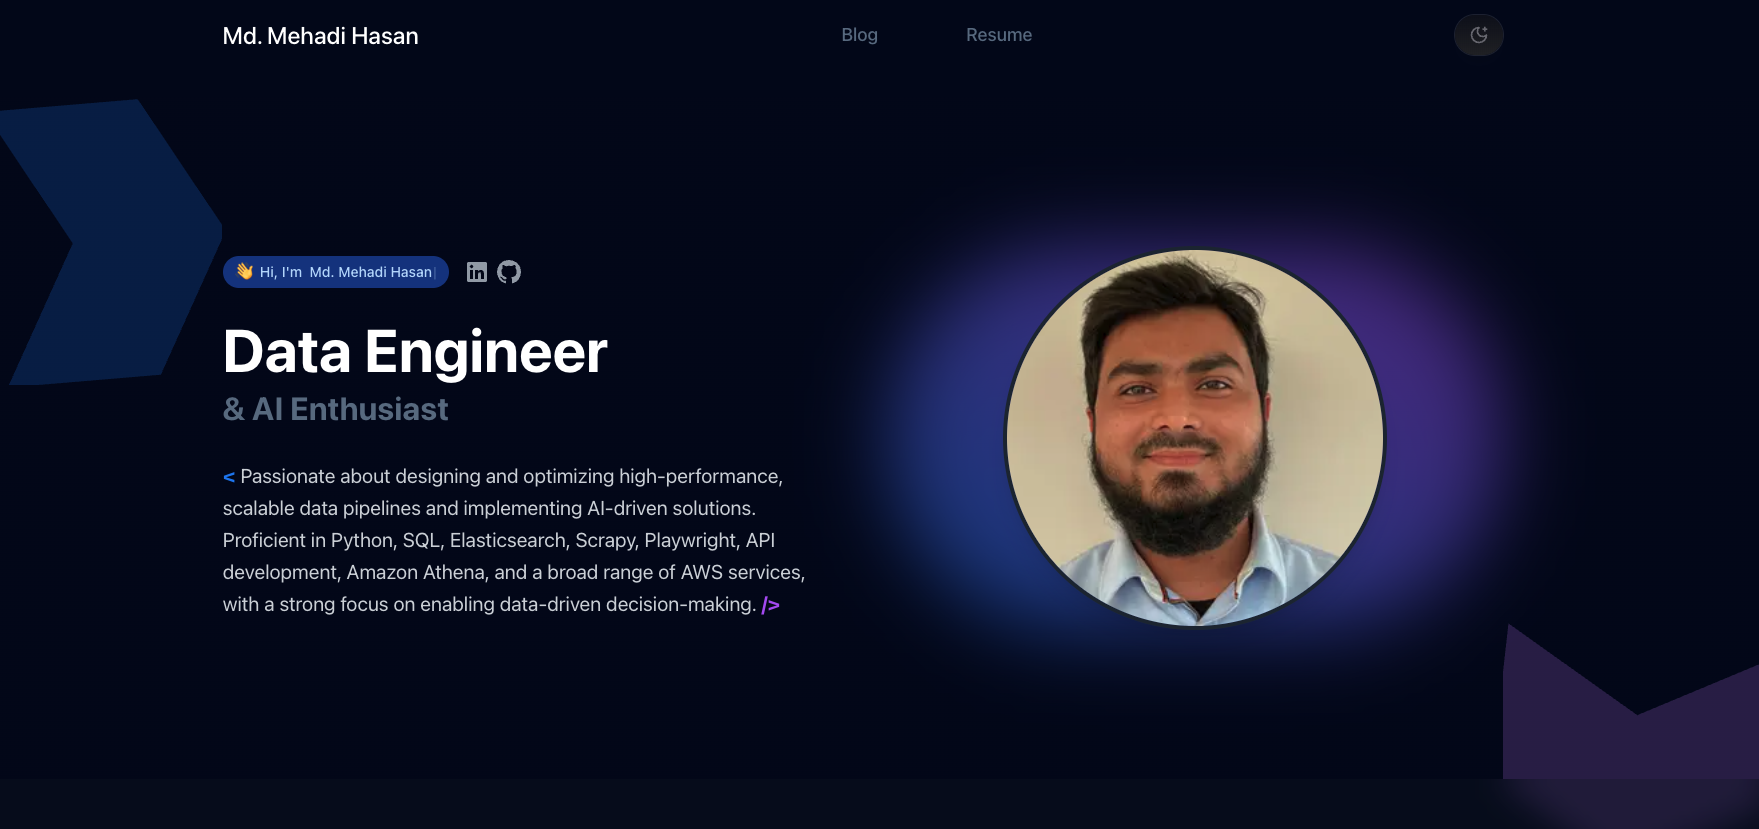 Md. Mehadi Hasan
Blog
Resume
👋 Hi, I'm Md. Mehadi Hasan|
Data Engineer
& AI Enthusiast
< Passionate about designing and optimizing high-performance,
scalable data pipelines and implementing AI-driven solutions.
Proficient in Python, SQL, Elasticsearch, Scrapy, Playwright, API
development, Amazon Athena, and a broad range of AWS services,
with a strong focus on enabling data-driven decision-making. />